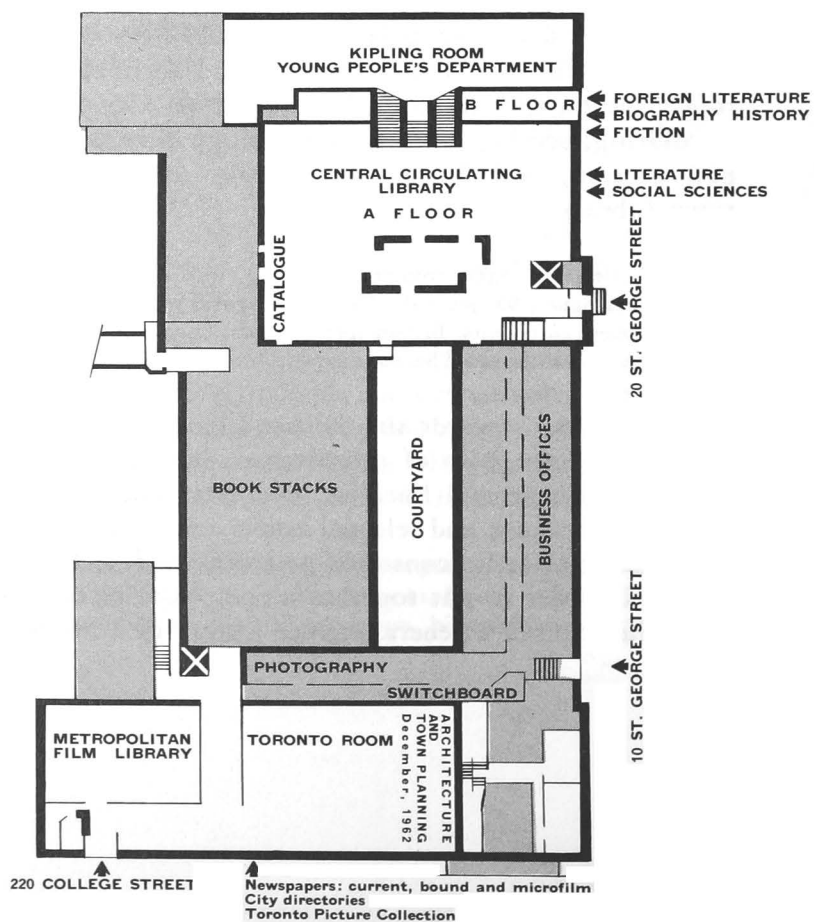 KIPLING ROOM
YOUNG PEOPLE'S DEPARTMENT
B FLOOR
FOREIGN LITERATURE
BIOGRAPHY HISTORY
FICTION
CENTRAL CIRCULATING
LIBRARY
A FLOOR
LITERATURE
SOCIAL SCIENCES
CATALOGUE
20 ST. GEORGE STREET
BOOK STACKS
COURTYARD
BUSINESS OFFICES
10 ST. GEORGE STREET
PHOTOGRAPHY
SWITCHBOARD
METROPOLITAN
FILM LIBRARY
TORONTO ROOM
ARCHITECTURE
AND
TOWN PLANNING
December, 1962
220 COLLEGE STREET
Newspapers: current, bound and microfilm
City directories
Toronto Picture Collection